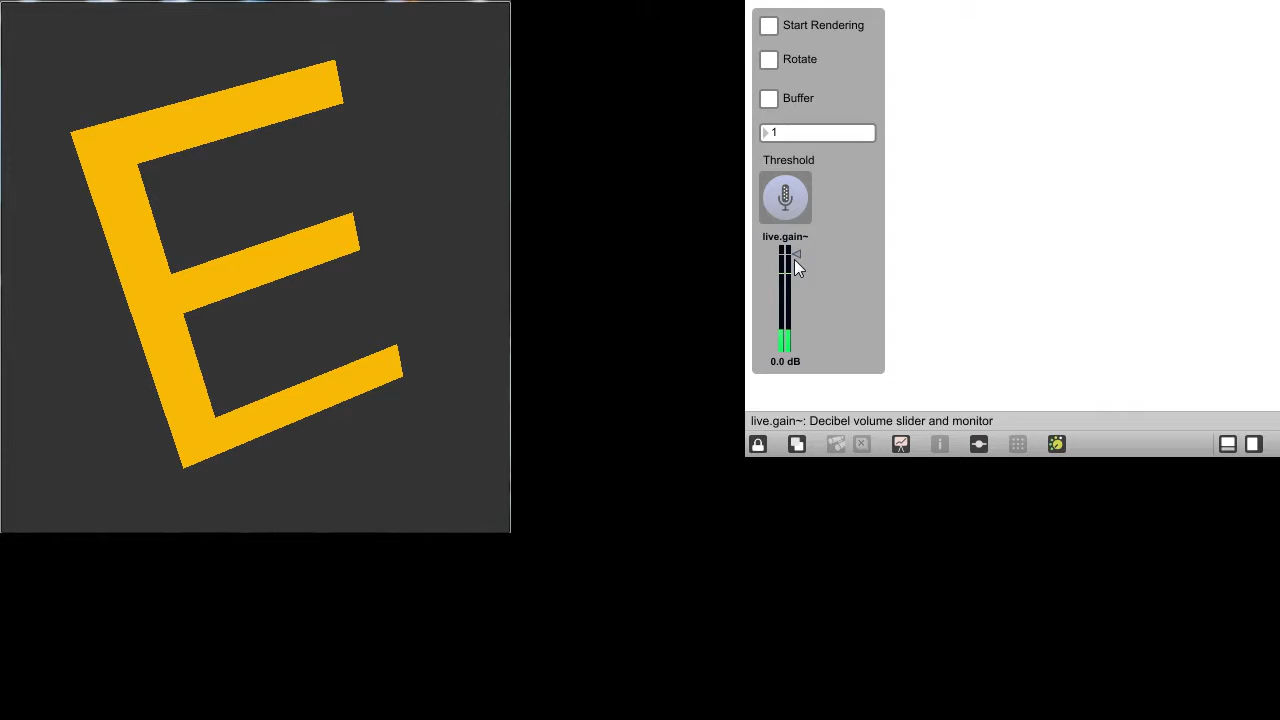 E
Start Rendering
Rotate
Buffer
1
Threshold
live.gain~
0.0 dB
live.gain~: Decibel volume slider and monitor